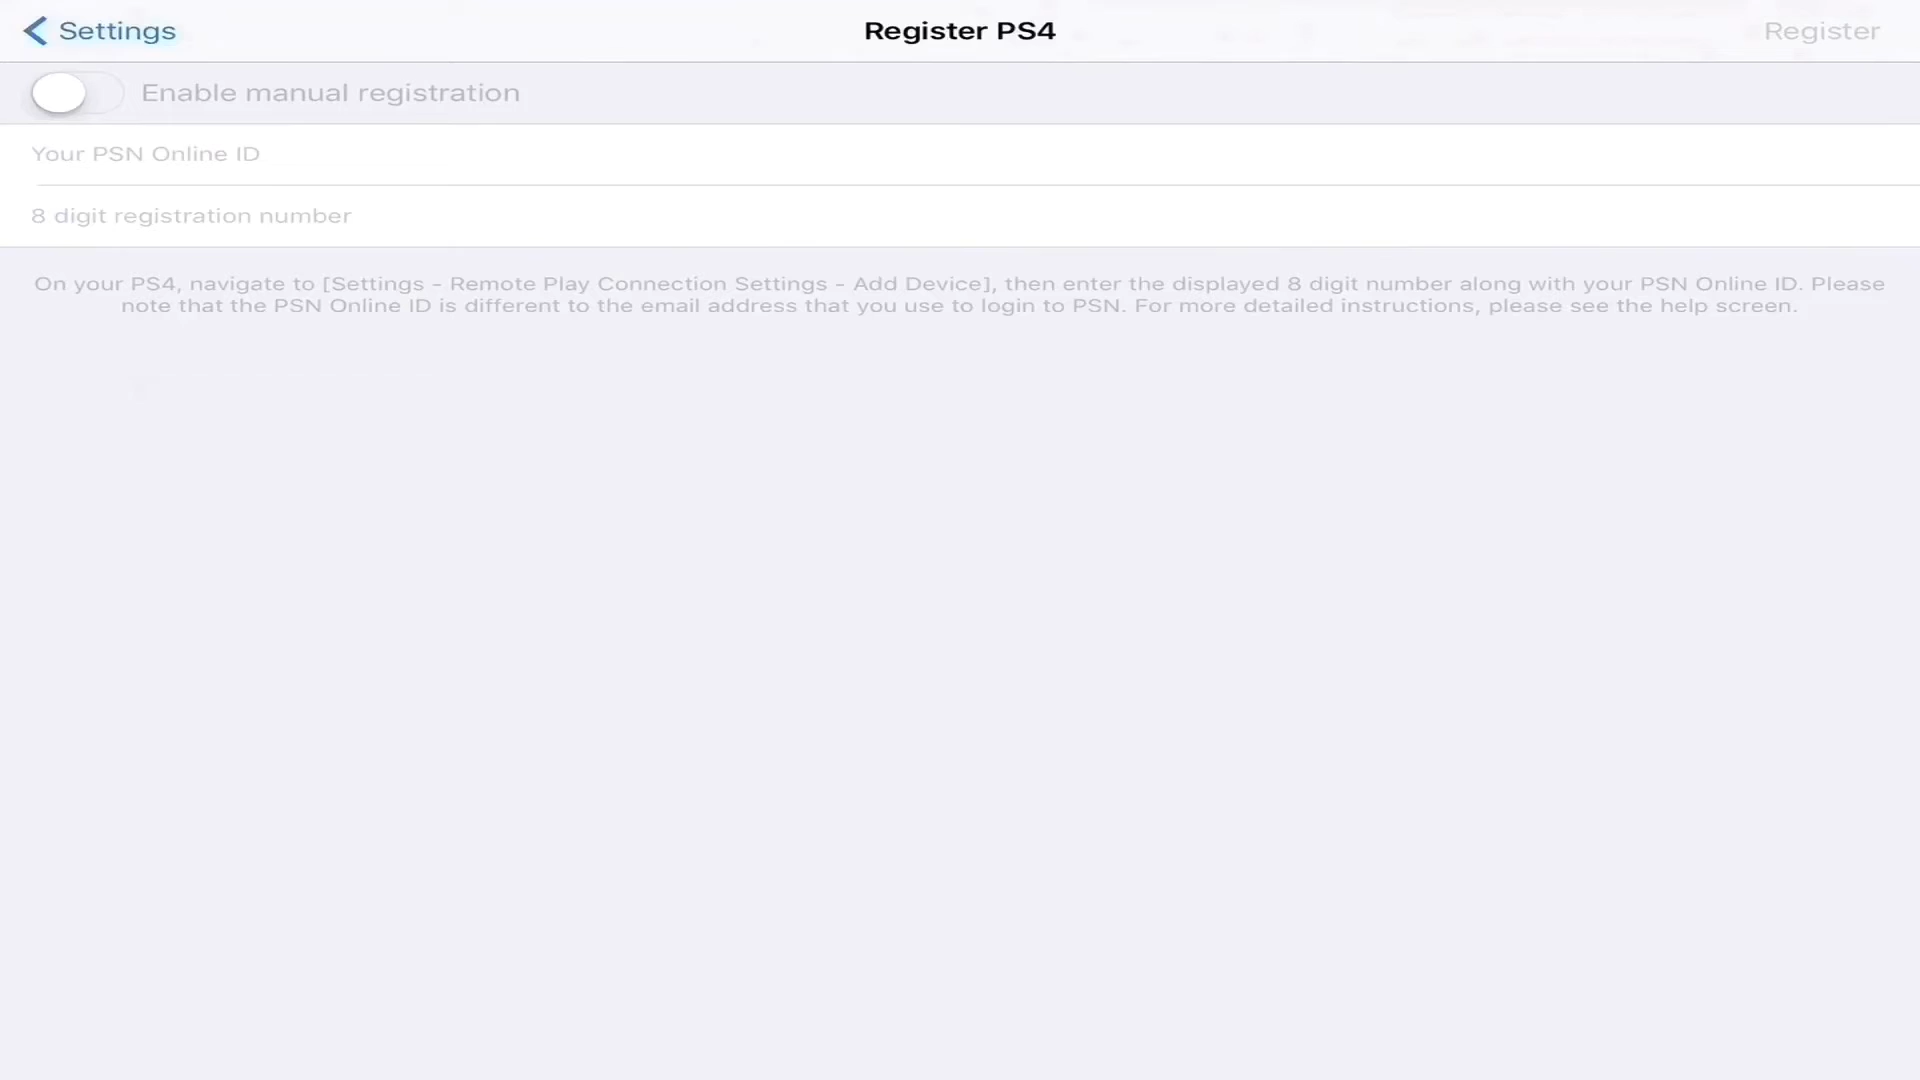 Settings
Register PS4
Register
Enable manual registration
Your PSN Online ID
8 digit registration number
On your PS4, navigate to [Settings - Remote Play Connection Settings - Add Device], then enter the displayed 8 digit number along with your PSN Online ID. Please
note that the PSN Online ID is different to the email address that you use to login to PSN. For more detailed instructions, please see the help screen.